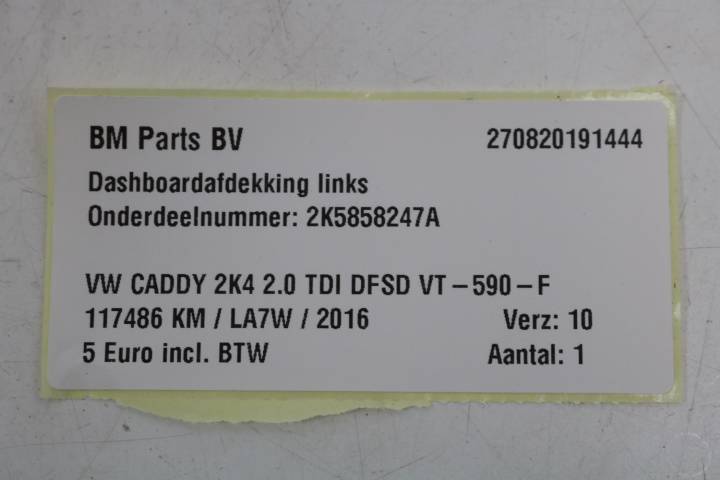 BM Parts BV 270820191444
Dashboardafdekking links
Onderdeelnummer: 2K5858247A
VW CADDY 2K4 2.0 TDI DFSD VT-590-F
117486 KM / LA7W / 2016 Verz: 10
5 Euro incl. BTW Aantal: 1